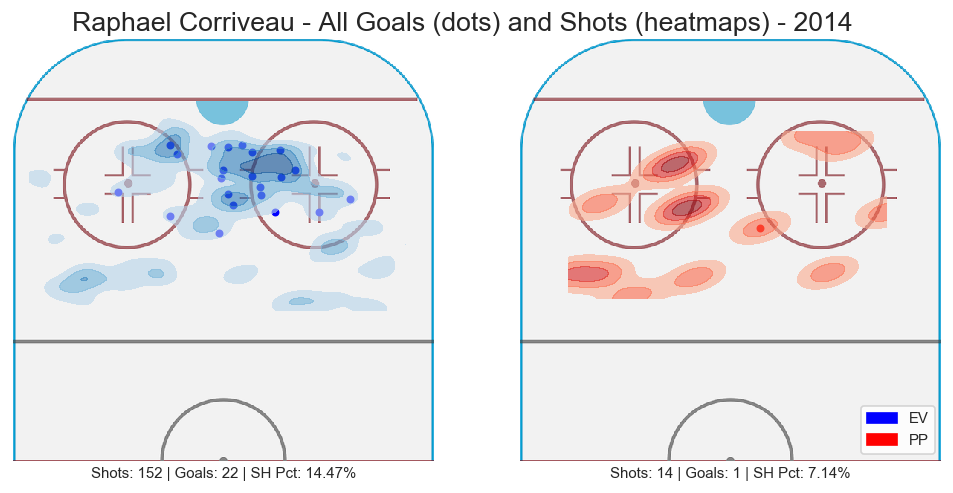 Raphael Corriveau - All Goals (dots) and Shots (heatmaps) - 2014
EV
PP
Shots: 152 | Goals: 22 | SH Pct: 14.47%
Shots: 14 | Goals: 1 | SH Pct: 7.14%